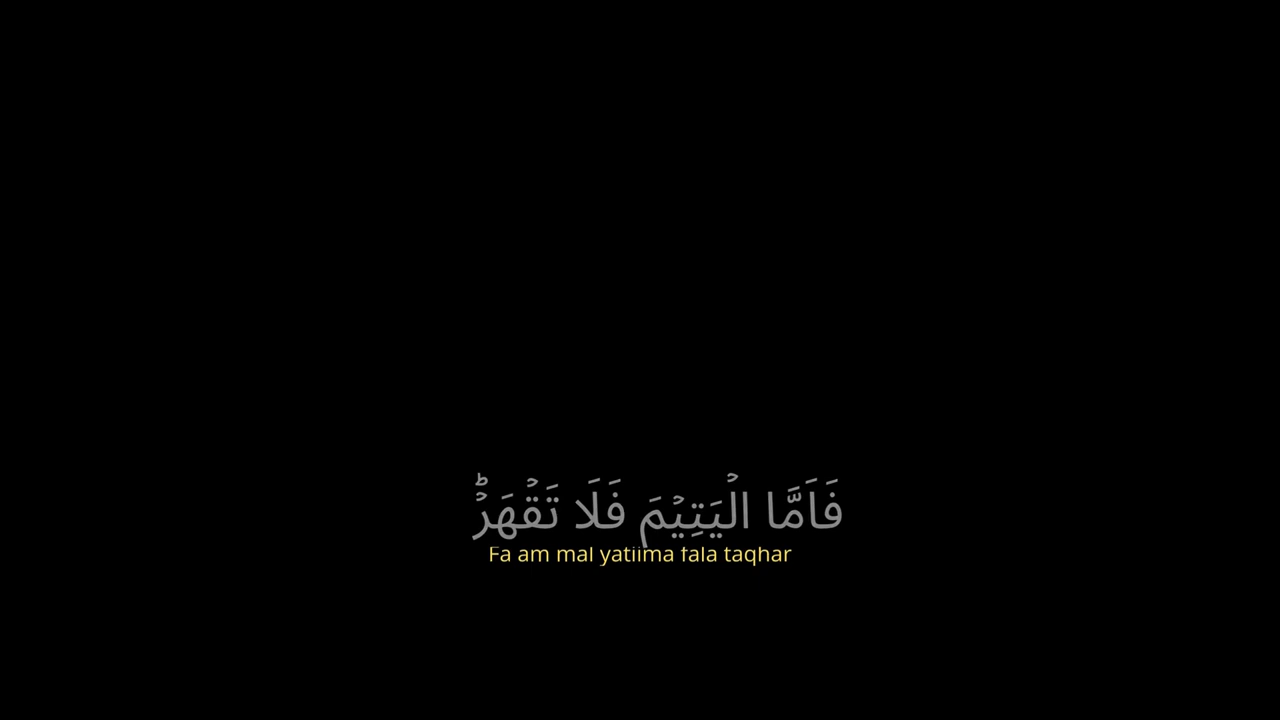 فَاَمَّا الۡيَتِيۡمَ فَلَا تَقۡهَرۡؕ‏
Fa am mal yatiima fala taqhar